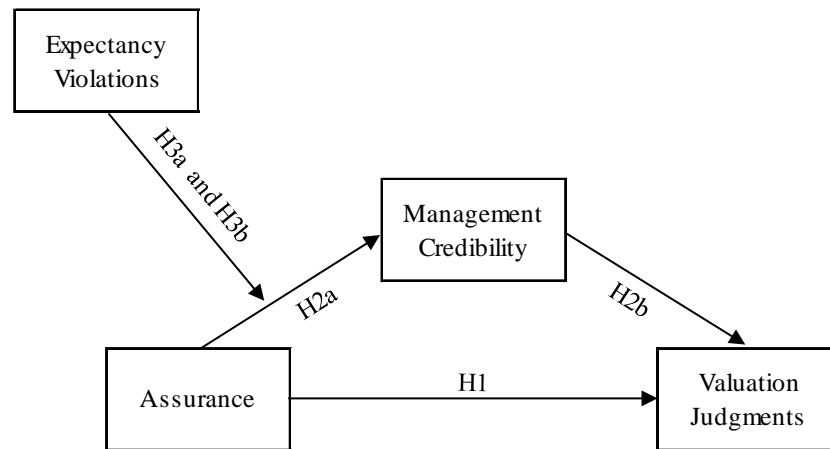 Expectancy
Violations
H3a and H3b
Management
Credibility
H2a
H2b
Assurance
H1
Valuation
Judgments